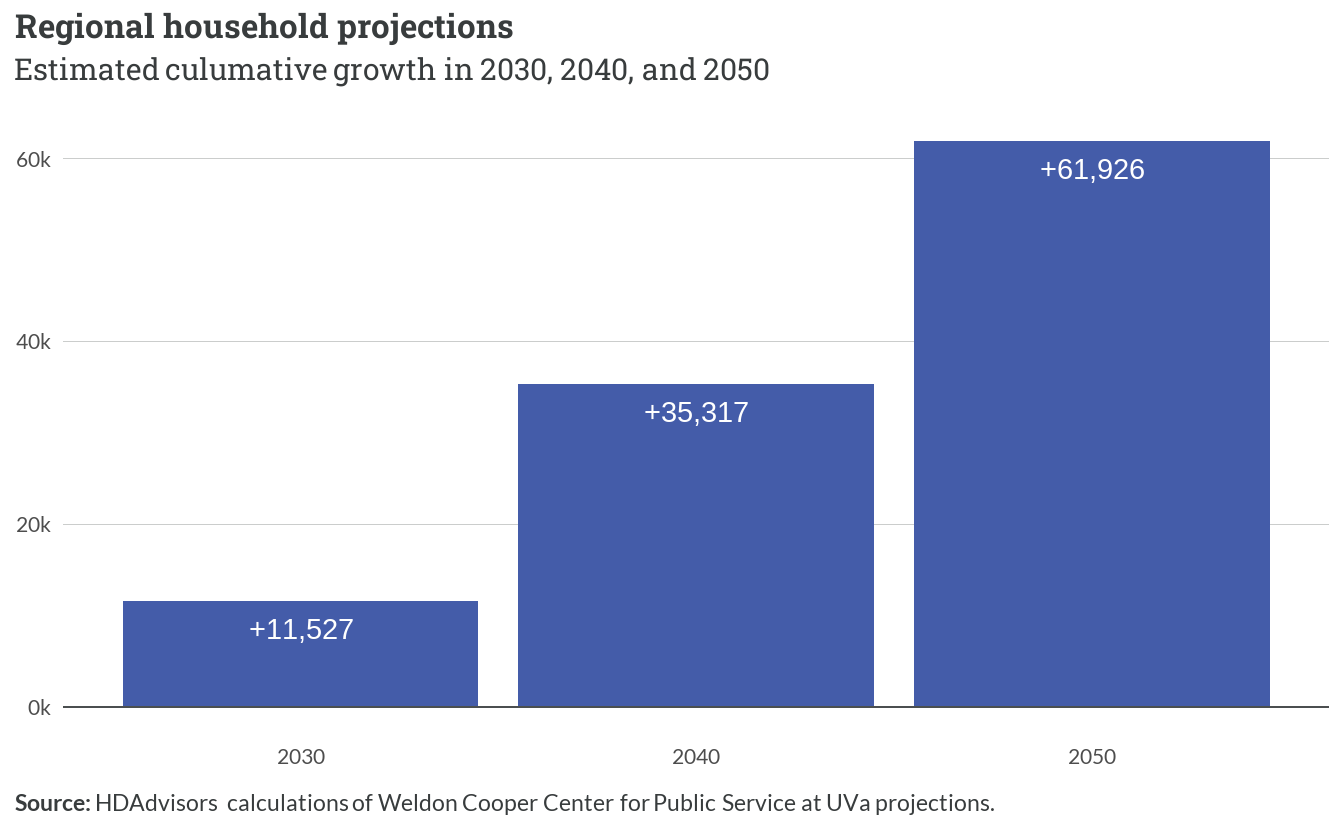 Regional household projections
Estimated culumative growth in 2030, 2040, and 2050
60k
+61,926
40k
+35,317
20k
+11,527
0k
2030 2040 2050
Source: HDAdvisors calculations of Weldon Cooper Center for Public Service at UVa projections.